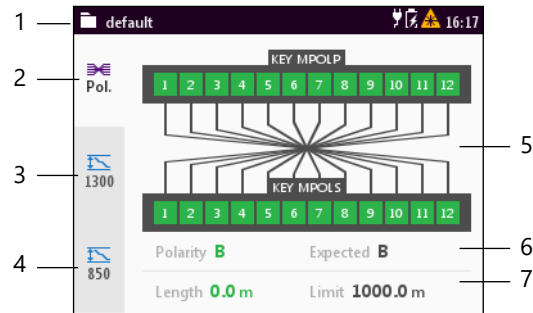 1 default 16:17
2 Pol.
KEY MPOLP
1 2 3 4 5 6 7 8 9 10 11 12
3 1300
5
KEY MPOLS
1 2 3 4 5 6 7 8 9 10 11 12
4 850
Polarity B Expected B 6
Length 0.0 m Limit 1000.0 m 7